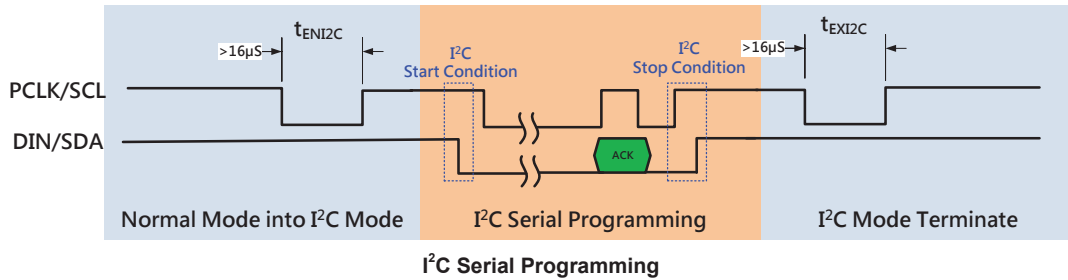 tENI2C
>16µS
I²C
Start Condition
I²C
Stop Condition
tEXI2C
>16µS
PCLK/SCL
DIN/SDA
ACK
Normal Mode into I²C Mode
I²C Serial Programming
I²C Mode Terminate
I²C Serial Programming